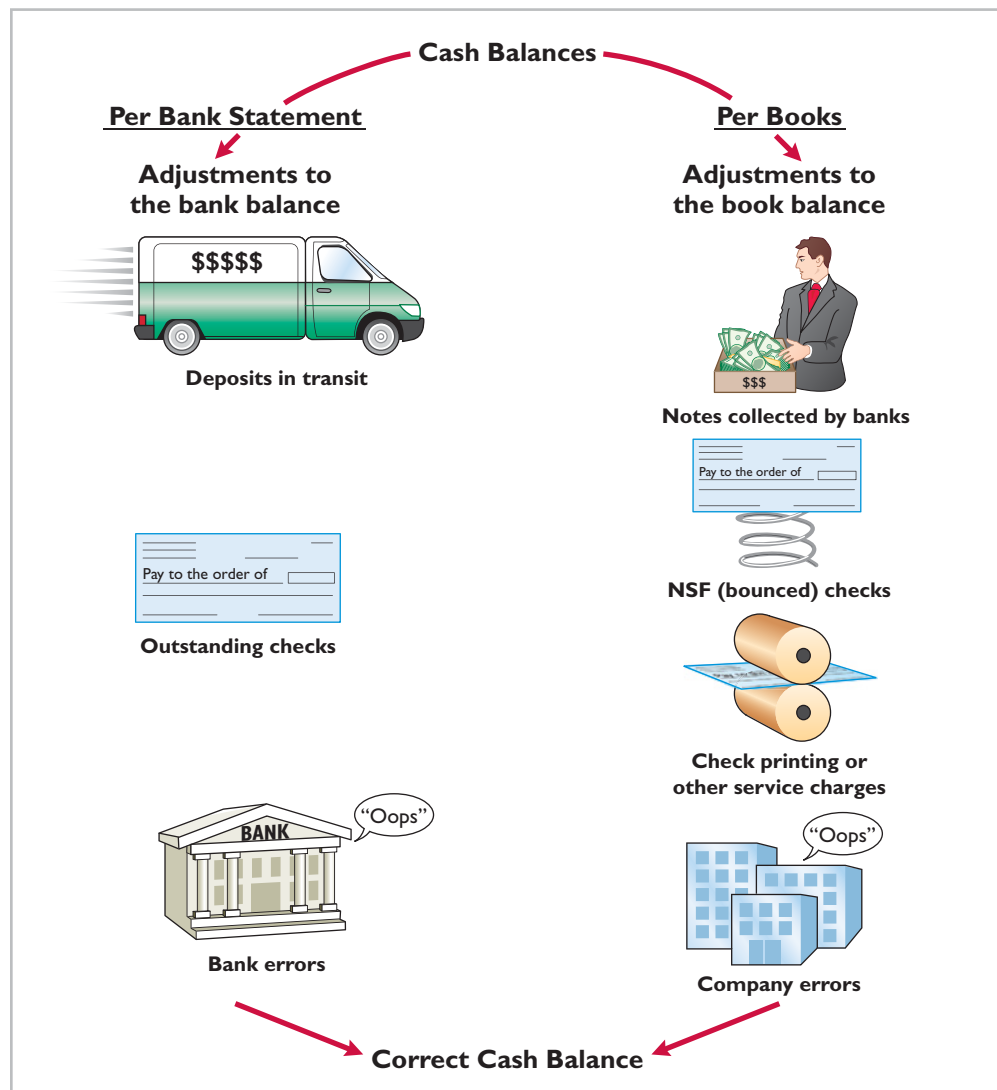 Cash Balances
Per Bank Statement
Adjustments to
the bank balance
$$$$$
Deposits in transit
Pay to the order of
Outstanding checks
BANK
“Oops”
Bank errors
Per Books
Adjustments to
the book balance
$$$
Notes collected by banks
Pay to the order of
NSF (bounced) checks
Check printing or
other service charges
“Oops”
Company errors
Correct Cash Balance